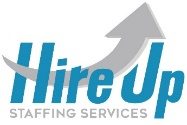 Hire Up
STAFFING SERVICES